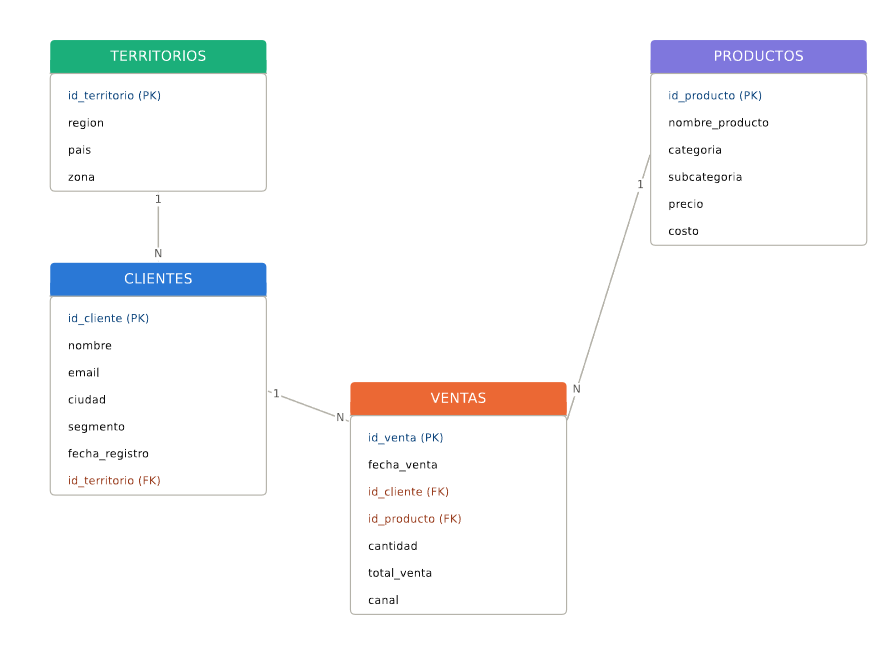 TERRITORIOS
id_territorio (PK)
region
pais
zona
1
N
CLIENTES
id_cliente (PK)
nombre
email
ciudad
segmento
fecha_registro
id_territorio (FK)
1
N
VENTAS
id_venta (PK)
fecha_venta
id_cliente (FK)
id_producto (FK)
cantidad
total_venta
canal
PRODUCTOS
id_producto (PK)
nombre_producto
categoria
subcategoria
precio
costo
1
N